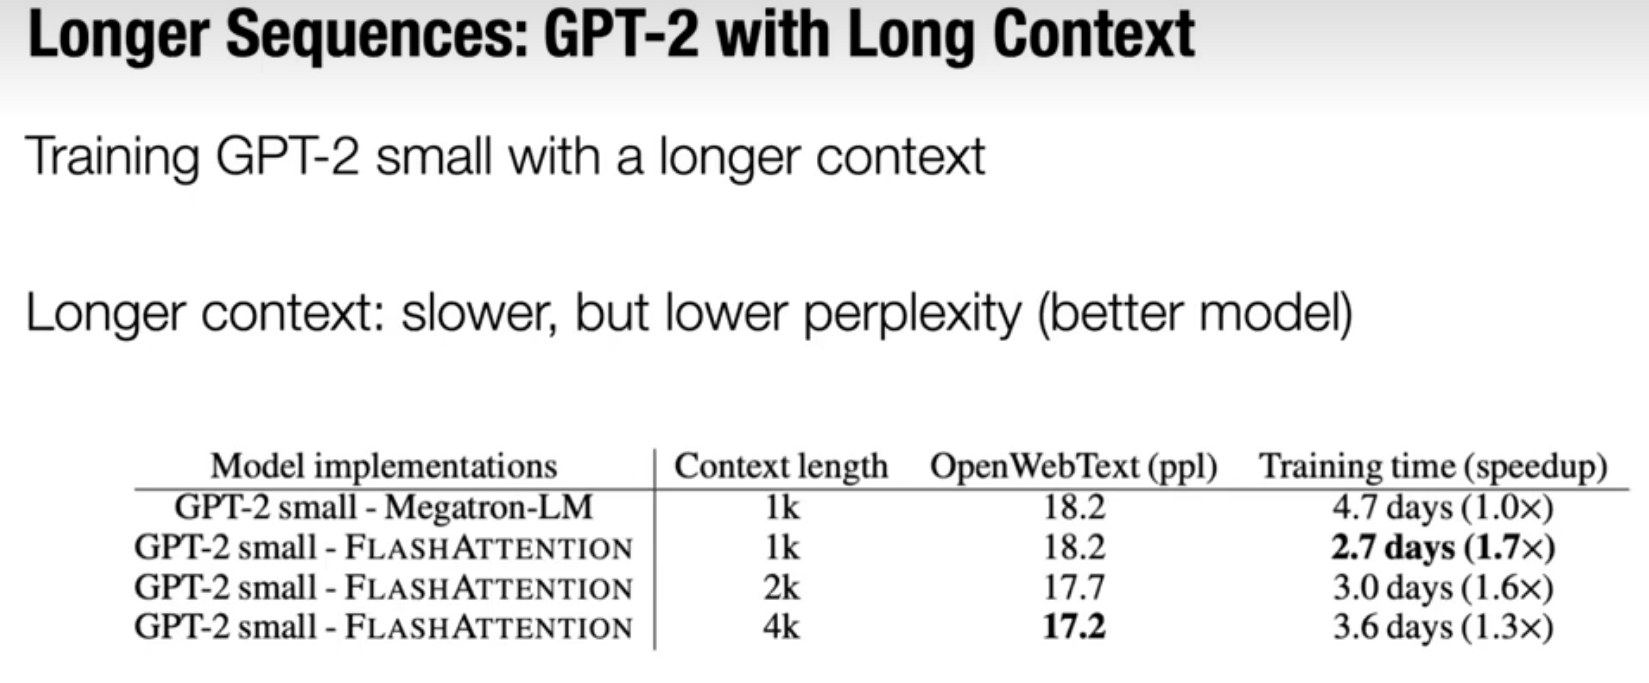 Longer Sequences: GPT-2 with Long Context
Training GPT-2 small with a longer context
Longer context: slower, but lower perplexity (better model)
Model implementations Context length OpenWebText (ppl) Training time (speedup)
GPT-2 small - Megatron-LM 1k 18.2 4.7 days (1.0×)
GPT-2 small - FLASHATTENTION 1k 18.2 2.7 days (1.7×)
GPT-2 small - FLASHATTENTION 2k 17.7 3.0 days (1.6×)
GPT-2 small - FLASHATTENTION 4k 17.2 3.6 days (1.3×)